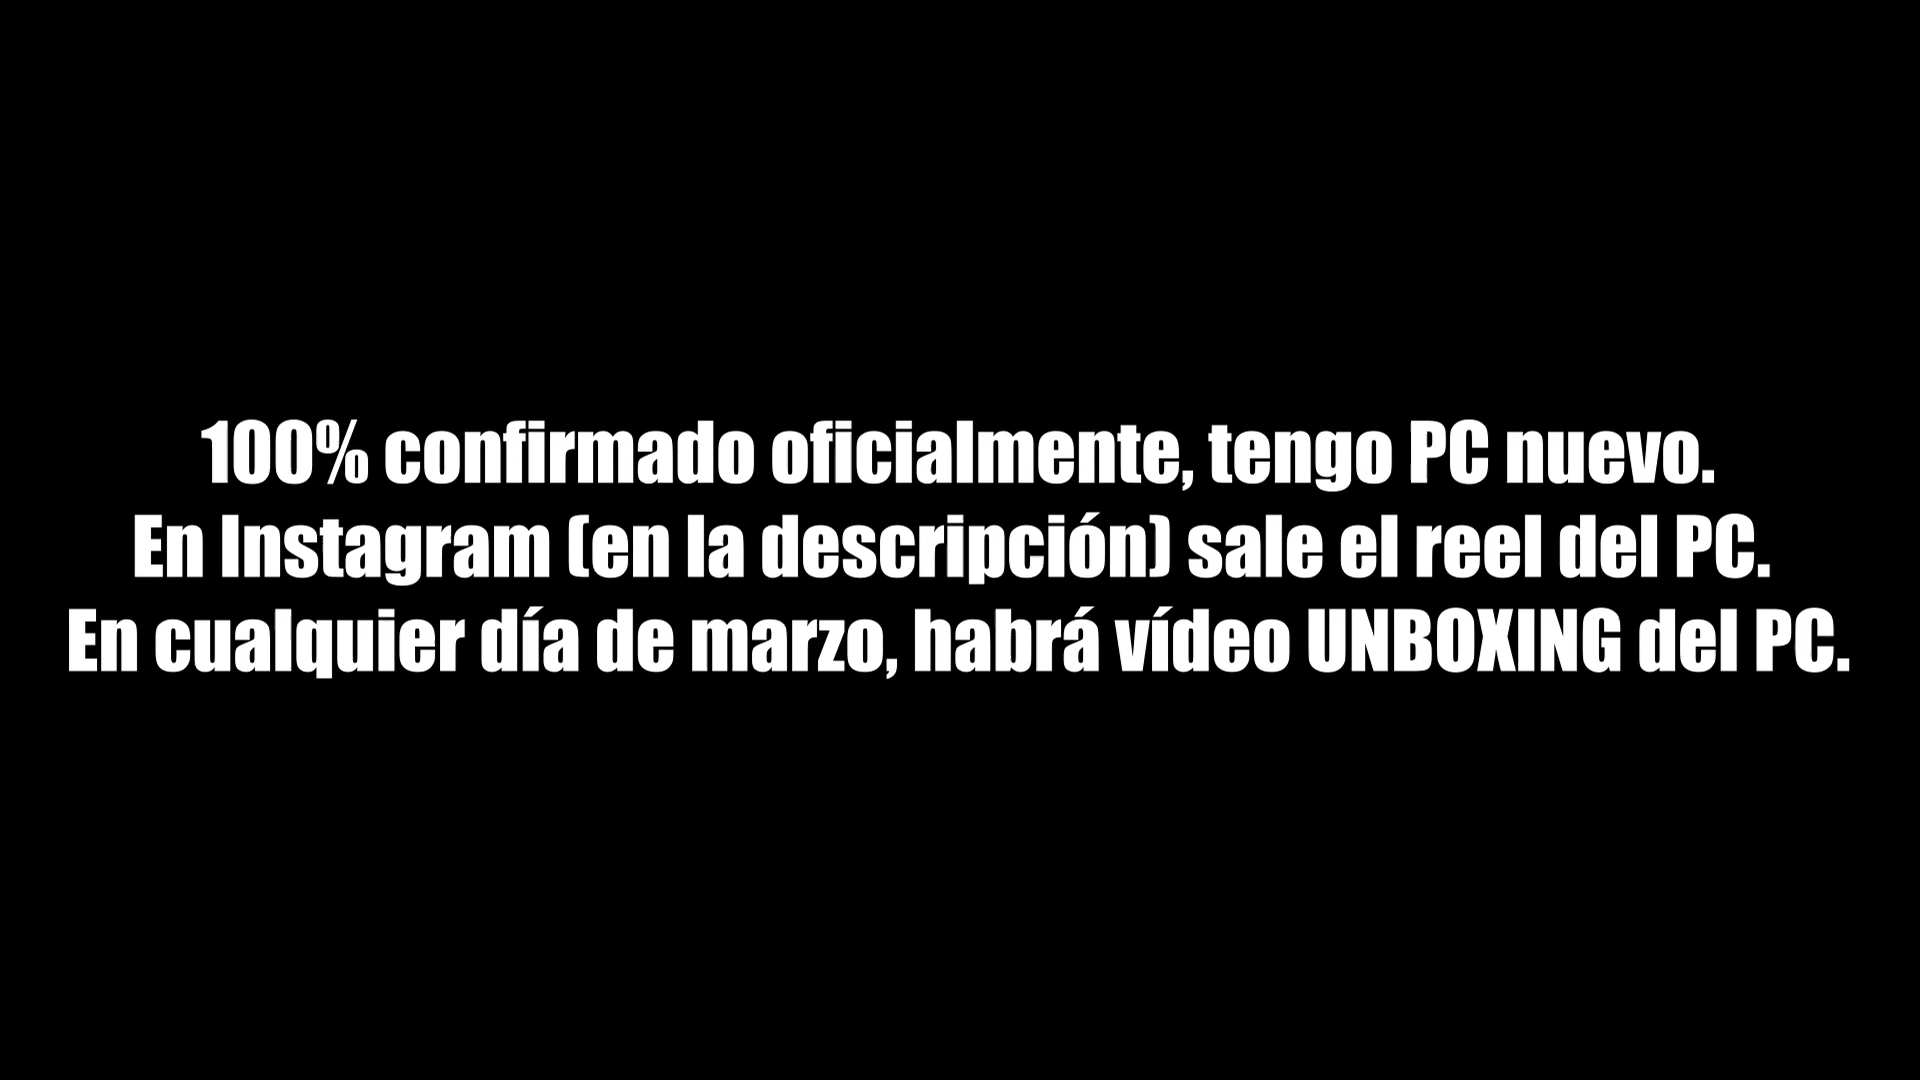 100% confirmado oficialmente, tengo PC nuevo.
En Instagram (en la descripción) sale el reel del PC.
En cualquier día de marzo, habrá vídeo UNBOXING del PC.